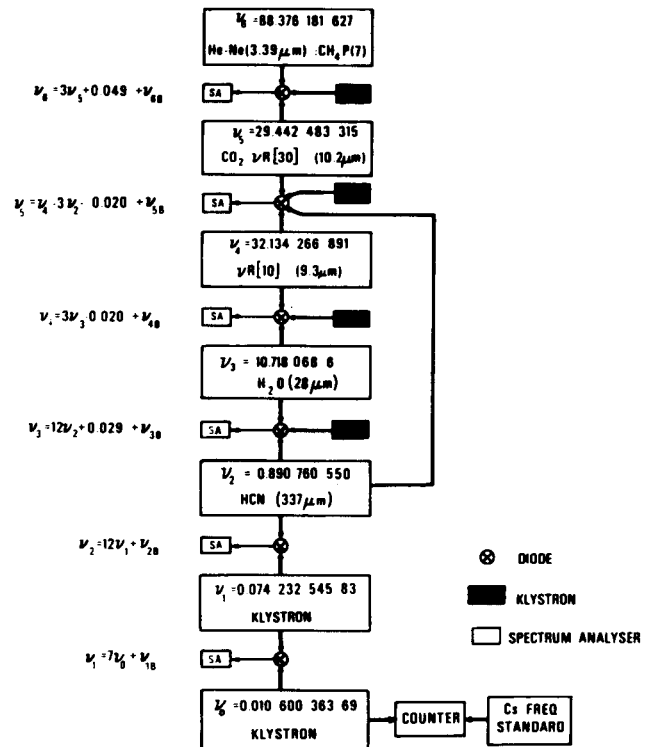 ν₆=88 376 181 627
He-Ne(3.39μm) :CH₄ P(7)
ν₆=3ν₅+0.049 +ν₆B
SA
ν₅=29.442 483 315
CO₂ νR[30] (10.2μm)
ν₅=ν₄-3ν₂- 0.020 +ν₅B
SA
ν₄=32.134 266 891
νR[10] (9.3μm)
ν₄=3ν₃-0.020 +ν₄B
SA
ν₃ = 10.718 068 6
H₂O (28μm)
ν₃=12ν₂+0.029 +ν₃B
SA
ν₂ = 0.890 760 550
HCN (337μm)
ν₂=12ν₁+ν₂B
SA
ν₁=0.074 232 545 83
KLYSTRON
ν₁=7ν₀+ν₁B
SA
ν₀=0.010 600 363 69
KLYSTRON
COUNTER
Cs FREQ
STANDARD
DIODE
KLYSTRON
SPECTRUM ANALYSER